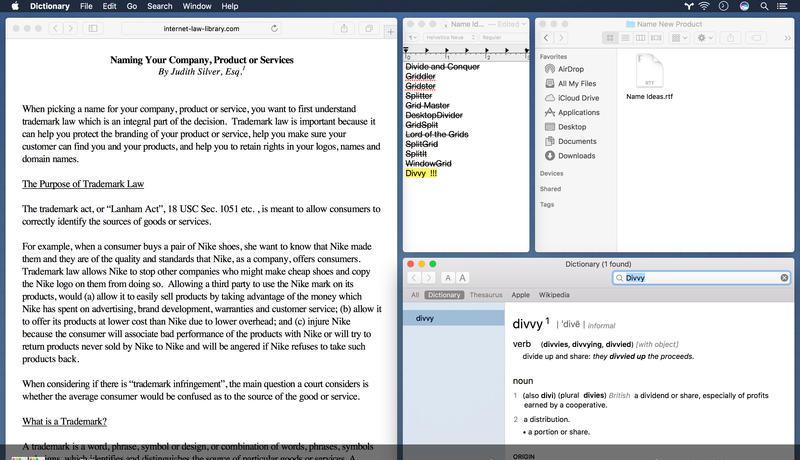 Dictionary File Edit Go Search Window Help
internet-law-library.com
Naming Your Company, Product or Services
By Judith Silver, Esq.1
When picking a name for your company, product or service, you want to first understand
trademark law which is an integral part of the decision. Trademark law is important because it
can help you protect the branding of your product or service, help you make sure your
customer can find you and your products, and help you to retain rights in your logos, names and
domain names.
The Purpose of Trademark Law
The trademark act, or “Lanham Act”, 18 USC Sec. 1051 etc. , is meant to allow consumers to
correctly identify the sources of goods or services.
For example, when a consumer buys a pair of Nike shoes, she want to know that Nike made
them and they are of the quality and standards that Nike, as a company, offers consumers.
Trademark law allows Nike to stop other companies who might make cheap shoes and copy
the Nike logo on them from doing so. Allowing a third party to use the Nike Mark on its
products, would (a) allow it to easily sell products by taking advantage of the money which
Nike has spent on advertising, brand development, warranties and customer service; (b) allow it
to offer its products at lower cost than Nike due to lower overhead; and (c) injure Nike
because the consumer will associate bad performance of the products with Nike or will try to
return products never sold by Nike to Nike and will be angered if Nike refuses to take such
products back.
When considering if there is “trademark infringement”, the main question a court considers is
whether the average consumer would be confused as to the source of the good or service.
What is a Trademark?
A trademark is a word, phrase, symbol or design, or combination of words, phrases, symbols
which identifies and distinguishes the source of
Name Id... — Edited
Helvetica Neue Regular
0 1 2 3
Divide and Conquer
Griddler
Gridster
Splitter
Grid Master
DesktopDivider
GridSplit
Lord of the Grids
SplitGrid
SplitIt
WindowGrid
Divvy !!!
Name New Product
Favorites
AirDrop
All My Files
iCloud Drive
Applications
Desktop
Documents
Downloads
Devices
Shared
Tags
RTF
Name Ideas.rtf
Dictionary (1 found)
A A
Divvy
All Dictionary Thesaurus Apple Wikipedia
divvy
divvy 1 | ˈdivē | informal
verb (divvies, divvying, divvied) [with object]
divide up and share: they divvied up the proceeds.
noun
1 (also divi) (plural divies) British a dividend or share, especially of profits
earned by a cooperative.
2 a distribution.
• a portion or share.
ORIGIN